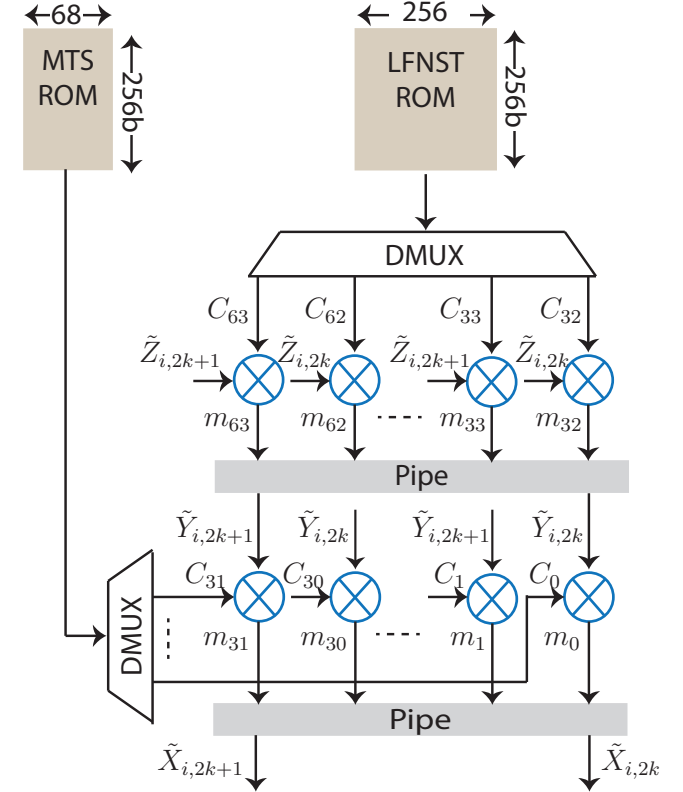 68
256
MTS
ROM
256b
LFNST
ROM
256b
DMUX
C₆₃ C₆₂ C₃₃ C₃₂
Z̃ᵢ,₂ₖ₊₁ Z̃ᵢ,₂ₖ Z̃ᵢ,₂ₖ₊₁ Z̃ᵢ,₂ₖ
m₆₃ m₆₂ m₃₃ m₃₂
Pipe
Ỹᵢ,₂ₖ₊₁ Ỹᵢ,₂ₖ Ỹᵢ,₂ₖ₊₁ Ỹᵢ,₂ₖ
DMUX
C₃₁ C₃₀ C₁ C₀
m₃₁ m₃₀ m₁ m₀
Pipe
X̃ᵢ,₂ₖ₊₁ X̃ᵢ,₂ₖ